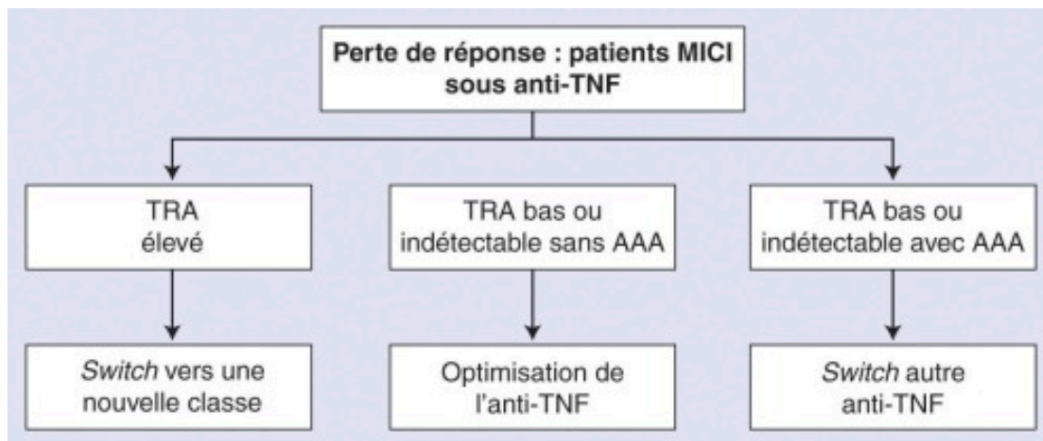 Perte de réponse : patients MICI
sous anti-TNF
TRA
élevé
TRA bas ou
indétectable sans AAA
TRA bas ou
indétectable avec AAA
Switch vers une
nouvelle classe
Optimisation de
l'anti-TNF
Switch autre
anti-TNF